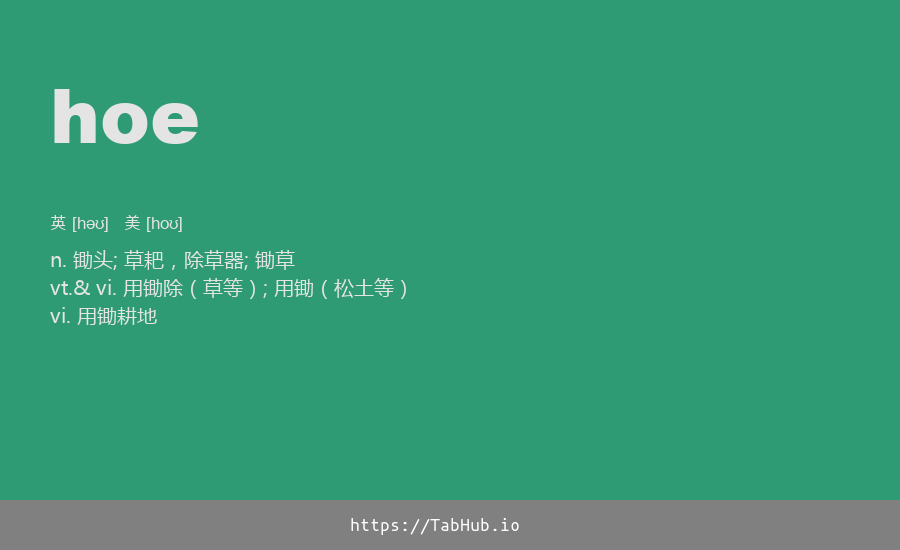 hoe
英 [həʊ] 美 [hoʊ]
n. 锄头; 草耙，除草器; 锄草
vt.& vi. 用锄除（草等）; 用锄（松土等）
vi. 用锄耕地
https://TabHub.io